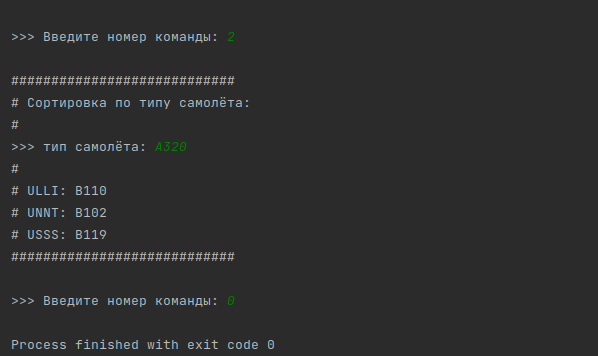 >>> Введите номер команды: 2
############################
# Сортировка по типу самолёта:
#
>>> тип самолёта: A320
#
# ULLI: B110
# UNNT: B102
# USSS: B119
############################
>>> Введите номер команды: 0
Process finished with exit code 0